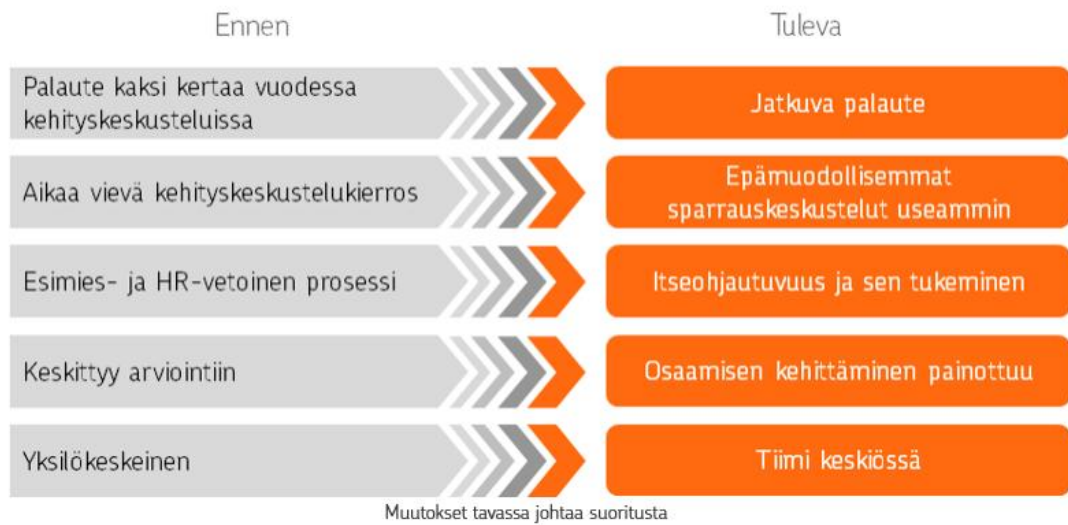 Ennen
Tuleva
Palaute kaksi kertaa vuodessa
kehityskeskusteluissa
Jatkuva palaute
Aikaa vievä kehityskeskustelukierros
Epämuodollisemmat
sparrauskeskustelut useammin
Esimies- ja HR-vetoinen prosessi
Itseohjautuvuus ja sen tukeminen
Keskittyy arviointiin
Osaamisen kehittäminen painottuu
Yksilökeskeinen
Tiimi keskiössä
Muutokset tavassa johtaa suoritusta